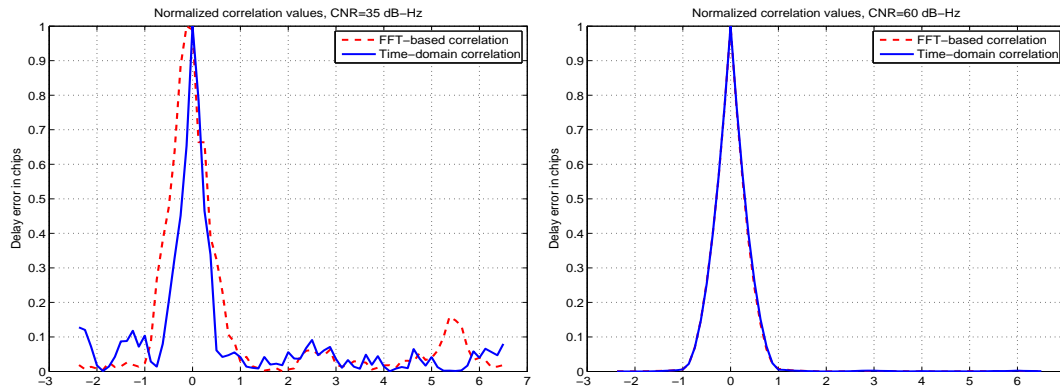 Normalized correlation values, CNR=35 dB−Hz
FFT−based correlation
Time−domain correlation
Delay error in chips
1
0.9
0.8
0.7
0.6
0.5
0.4
0.3
0.2
0.1
0
−3 −2 −1 0 1 2 3 4 5 6 7
Normalized correlation values, CNR=60 dB−Hz
FFT−based correlation
Time−domain correlation
Delay error in chips
1
0.9
0.8
0.7
0.6
0.5
0.4
0.3
0.2
0.1
0
−3 −2 −1 0 1 2 3 4 5 6